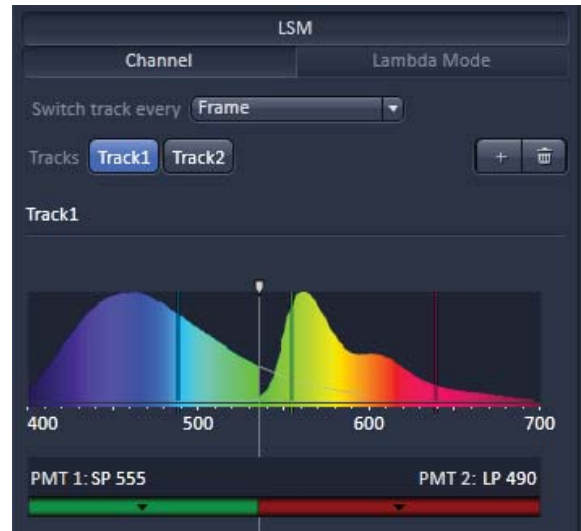 LSM
Channel Lambda Mode
Switch track every Frame
Tracks Track1 Track2 +
Track1
400 500 600 700
PMT 1: SP 555 PMT 2: LP 490